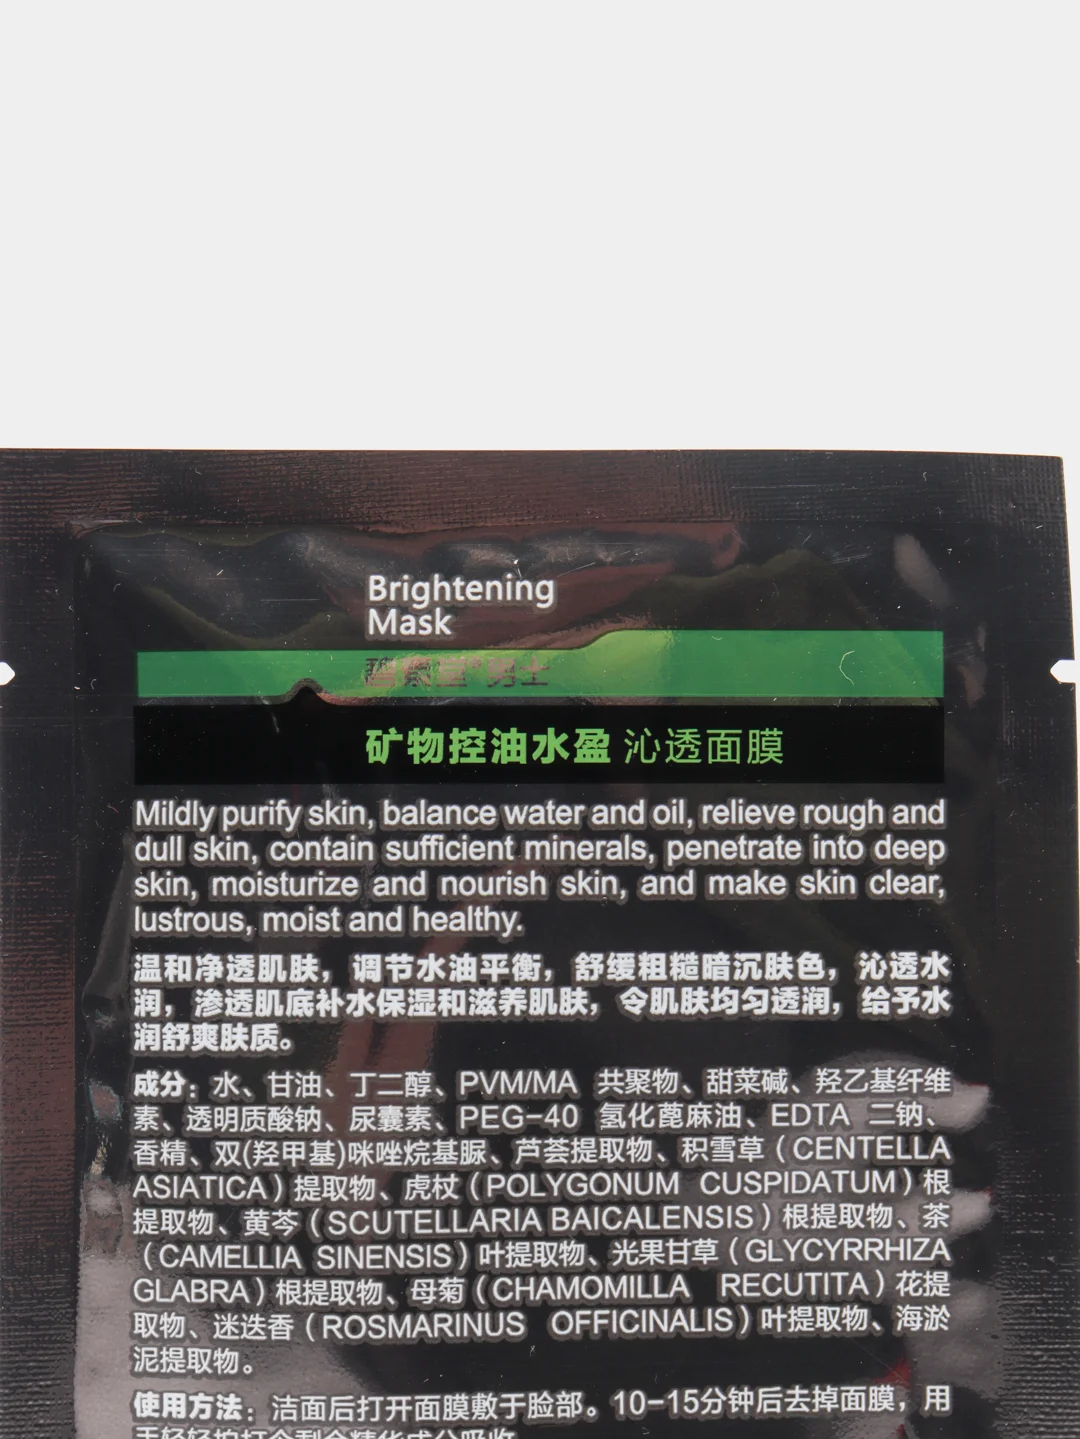 Brightening
Mask
碧素堂®男士
矿物控油水盈 沁透面膜
Mildly purify skin, balance water and oil, relieve rough and
dull skin, contain sufficient minerals, penetrate into deep
skin, moisturize and nourish skin, and make skin clear,
lustrous, moist and healthy.
温和净透肌肤，调节水油平衡，舒缓粗糙暗沉肤色，沁透水
润，渗透肌底补水保湿和滋养肌肤，令肌肤均匀透润，给予水
润舒爽肤质。
成分：水、甘油、丁二醇、PVM/MA 共聚物、甜菜碱、羟乙基纤维
素、透明质酸钠、尿囊素、PEG-40 氢化蓖麻油、EDTA 二钠、
香精、双(羟甲基)咪唑烷基脲、芦荟提取物、积雪草（CENTELLA
ASIATICA）提取物、虎杖（POLYGONUM CUSPIDATUM）根
提取物、黄芩（SCUTELLARIA BAICALENSIS）根提取物、茶
（CAMELLIA SINENSIS）叶提取物、光果甘草（GLYCYRRHIZA
GLABRA）根提取物、母菊（CHAMOMILLA RECUTITA）花提
取物、迷迭香（ROSMARINUS OFFICINALIS）叶提取物、海淤
泥提取物。
使用方法：洁面后打开面膜敷于脸部。10-15分钟后去掉面膜，用